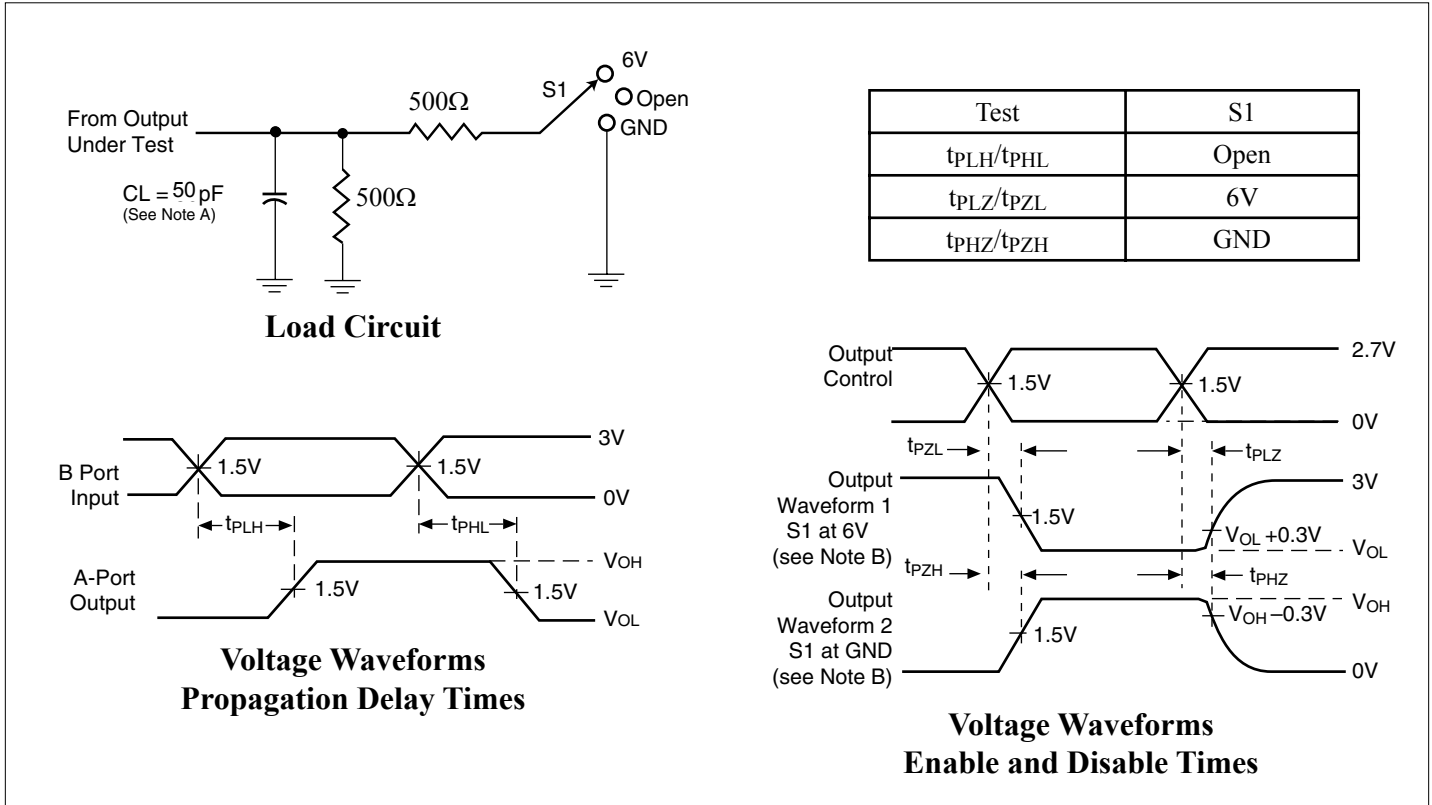 6V
S1
Open
GND
500Ω
From Output
Under Test
CL = 50 pF
(See Note A)
500Ω
Load Circuit
Test S1
tPLH/tPHL Open
tPLZ/tPZL 6V
tPHZ/tPZH GND
B Port
Input
1.5V
1.5V
3V
0V
tPLH
tPHL
A-Port
Output
1.5V
1.5V
VOH
VOL
Voltage Waveforms
Propagation Delay Times
Output
Control
1.5V
1.5V
2.7V
0V
tPZL
tPLZ
Output
Waveform 1
S1 at 6V
(see Note B)
1.5V
3V
VOL +0.3V
VOL
tPZH
tPHZ
Output
Waveform 2
S1 at GND
(see Note B)
1.5V
VOH
VOH –0.3V
0V
Voltage Waveforms
Enable and Disable Times